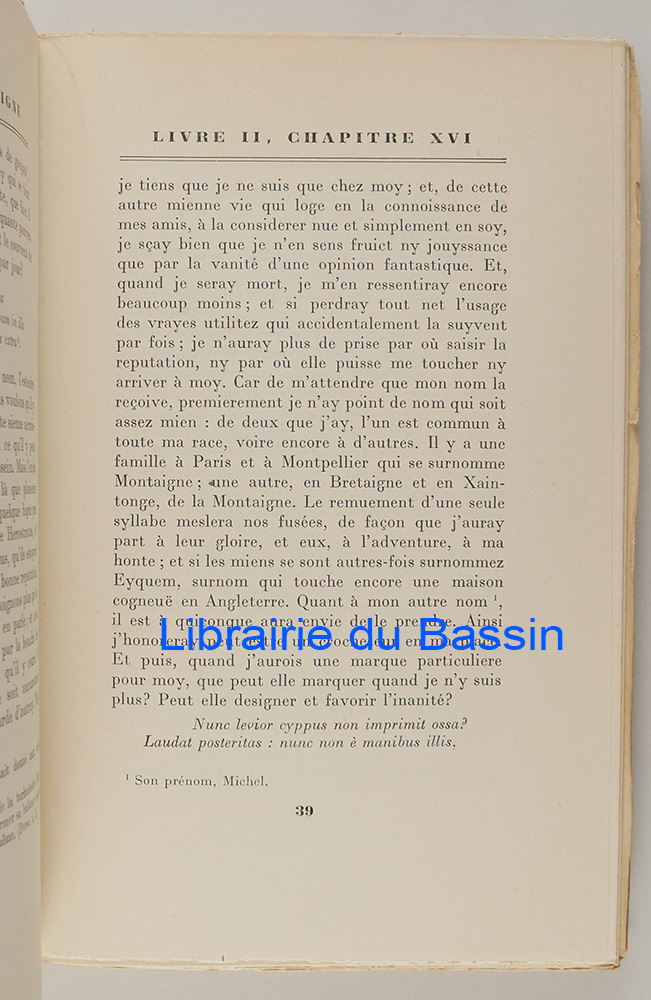 IGNE
LIVRE II, CHAPITRE XVI
je tiens que je ne suis que chez moy ; et, de cette
autre mienne vie qui loge en la connoissance de
mes amis, à la considerer nue et simplement en soy,
je sçay bien que je n'en sens fruict ny jouyssance
que par la vanité d'une opinion fantastique. Et,
quand je seray mort, je m'en ressentiray encore
beaucoup moins ; et si perdray tout net l'usage
des vrayes utilitez qui accidentalement la suyvent
par fois ; je n'auray plus de prise par où saisir la
reputation, ny par où elle puisse me toucher ny
arriver à moy. Car de m'attendre que mon nom la
reçoive, premierement je n'ay point de nom qui soit
assez mien : de deux que j'ay, l'un est commun à
toute ma race, voire encore à d'autres. Il y a une
famille à Paris et à Montpellier qui se surnomme
Montaigne ; une autre, en Bretaigne et en Xain-
tonge, de la Montaigne. Le remuement d'une seule
syllabe meslera nos fusées, de façon que j'auray
part à leur gloire, et eux, à l'adventure, à ma
honte ; et si les miens se sont autres-fois surnommez
Eyquem, surnom qui touche encore une maison
cogneuë en Angleterre. Quant à mon autre nom ¹,
il est à quiconque aura envie de le prendre. Ainsi
j'honoreray peut estre un crocheteur en ma place.
Librairie du Bassin
Et puis, quand j'aurois une marque particuliere
pour moy, que peut elle marquer quand je n'y suis
plus? Peut elle designer et favorir l'inanité?
Nunc levior cyppus non imprimit ossa?
Laudat posteritas : nunc non è manibus illis,
¹ Son prénom, Michel.
39